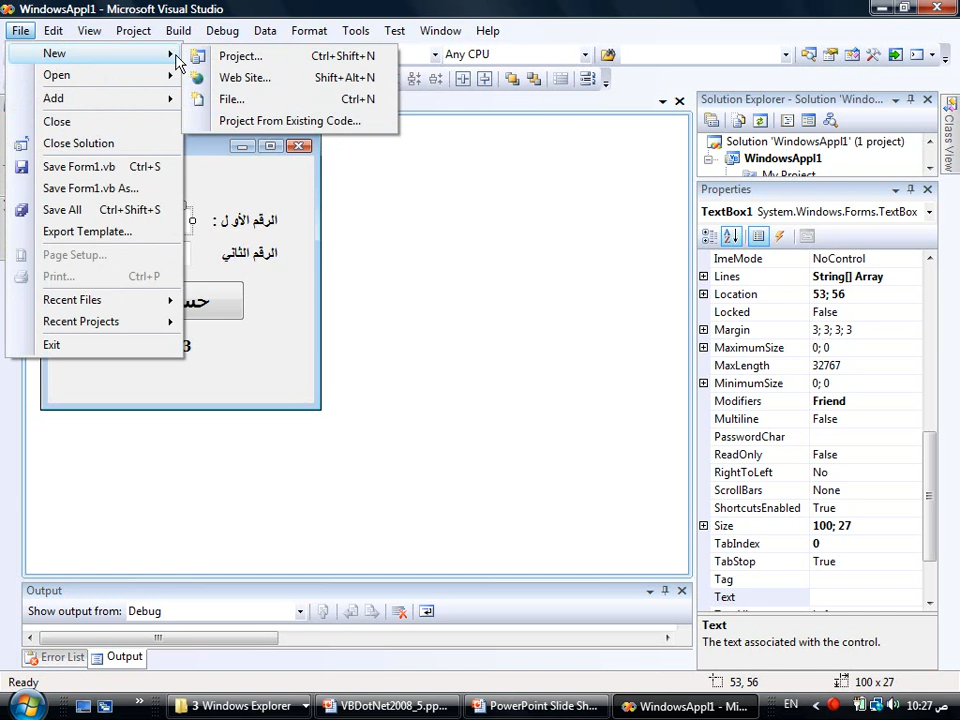 WindowsAppl1 - Microsoft Visual Studio
File Edit View Project Build Debug Data Format Tools Test Window Help
New
Open
Add
Close
Close Solution
Save Form1.vb Ctrl+S
Save Form1.vb As...
Save All Ctrl+Shift+S
Export Template...
Page Setup...
Print... Ctrl+P
Recent Files
Recent Projects
Exit
Project... Ctrl+Shift+N
Web Site... Shift+Alt+N
File... Ctrl+N
Project From Existing Code...
Any CPU
الرقم الأول :
الرقم الثاني
3
Solution Explorer - Solution 'Windo...
Solution 'WindowsAppl1' (1 project)
WindowsAppl1
My Project
Class View
Properties
TextBox1 System.Windows.Forms.TextBox
ImeMode NoControl
Lines String[] Array
Location 53; 56
Locked False
Margin 3; 3; 3; 3
MaximumSize 0; 0
MaxLength 32767
MinimumSize 0; 0
Modifiers Friend
Multiline False
PasswordChar
ReadOnly False
RightToLeft No
ScrollBars None
ShortcutsEnabled True
Size 100; 27
TabIndex 0
TabStop True
Tag
Text
Text
The text associated with the control.
Output
Show output from: Debug
Error List Output
Ready 53, 56 100 x 27
3 Windows Explorer VBDotNet2008_5.pp... PowerPoint Slide Sh... WindowsAppl1 - Mi... EN 10:27 ص